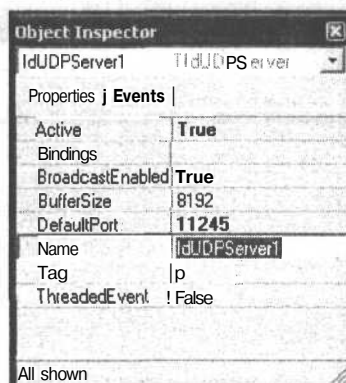 Object Inspector
IdUDPServer1 TIdUDPServer
Properties j Events |
Active True
Bindings
BroadcastEnabled True
BufferSize 8192
DefaultPort 11245
Name IdUDPServer1
Tag |p
ThreadedEvent ! False
All shown